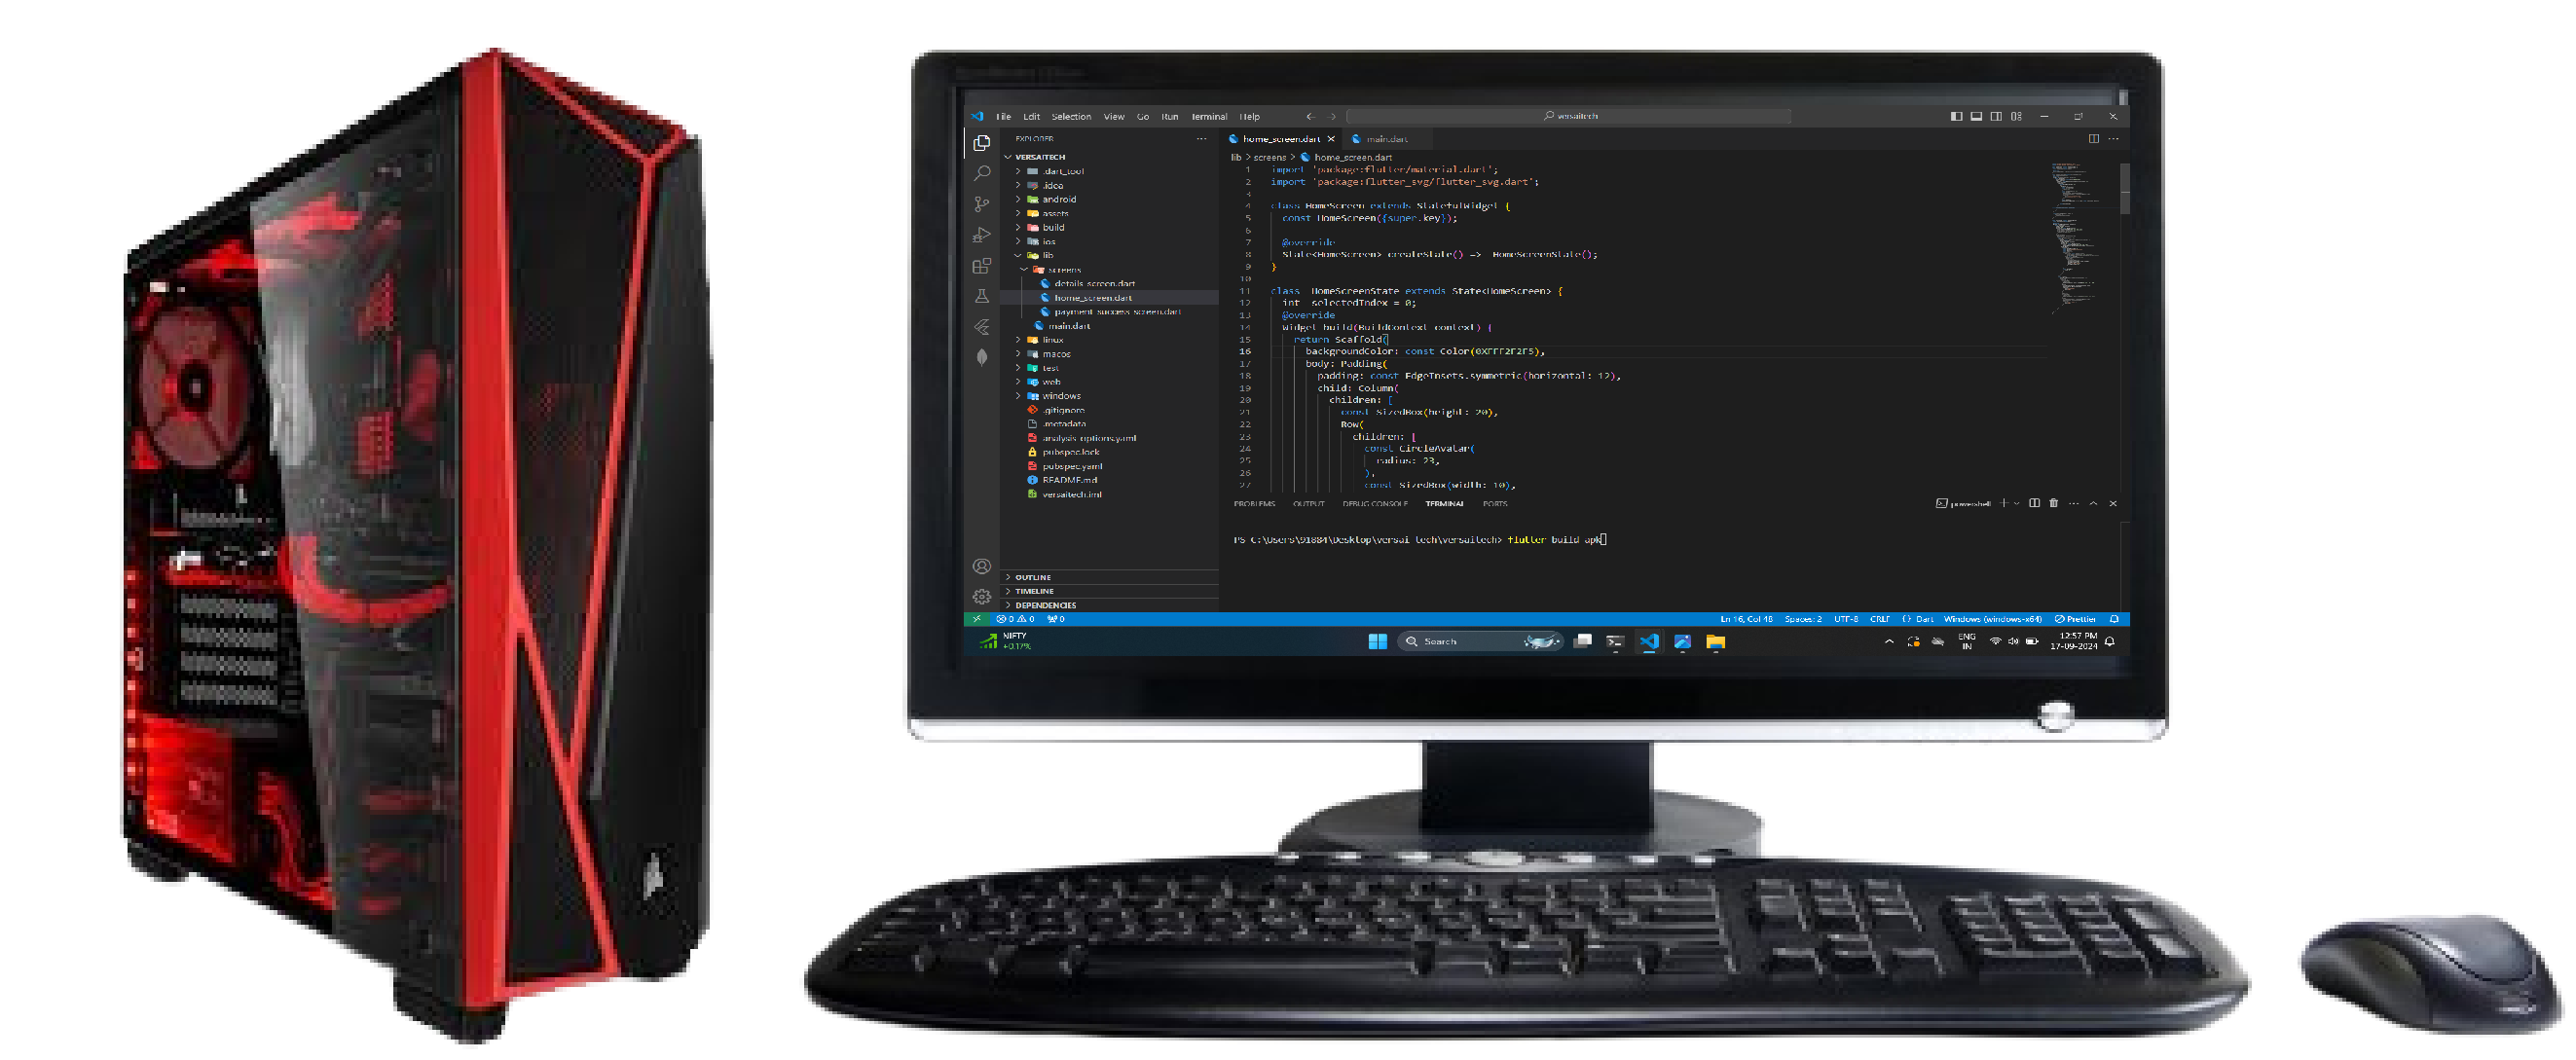 File Edit Selection View Go Run Terminal Help
versaitech
EXPLORER
VERSAITECH
.dart_tool
.idea
android
assets
build
ios
lib
screens
details_screen.dart
home_screen.dart
payment_success_screen.dart
main.dart
linux
macos
test
web
windows
.gitignore
.metadata
analysis_options.yaml
pubspec.lock
pubspec.yaml
README.md
versaitech.iml
OUTLINE
TIMELINE
DEPENDENCIES
home_screen.dart main.dart
lib > screens > home_screen.dart
1 import 'package:flutter/material.dart';
2 import 'package:flutter_svg/flutter_svg.dart';
3
4 class HomeScreen extends StatefulWidget {
5 const HomeScreen({super.key});
6
7 @override
8 State<HomeScreen> createState() => _HomeScreenState();
9 }
10
11 class _HomeScreenState extends State<HomeScreen> {
12 int _selectedIndex = 0;
13 @override
14 Widget build(BuildContext context) {
15 return Scaffold(
16 backgroundColor: const Color(0XFFF2F2F5),
17 body: Padding(
18 padding: const EdgeInsets.symmetric(horizontal: 12),
19 child: Column(
20 children: [
21 const SizedBox(height: 20),
22 Row(
23 children: [
24 const CircleAvatar(
25 radius: 23,
26 ),
27 const SizedBox(width: 10),
PROBLEMS OUTPUT DEBUG CONSOLE TERMINAL PORTS
powershell
PS C:\Users\91884\Desktop\versai tech\versaitech> flutter build apk
0 0 0
Ln 16, Col 48 Spaces: 2 UTF-8 CRLF {} Dart Windows (windows-x64) Prettier
NIFTY
+0.17%
Search
ENG
IN
12:57 PM
17-09-2024